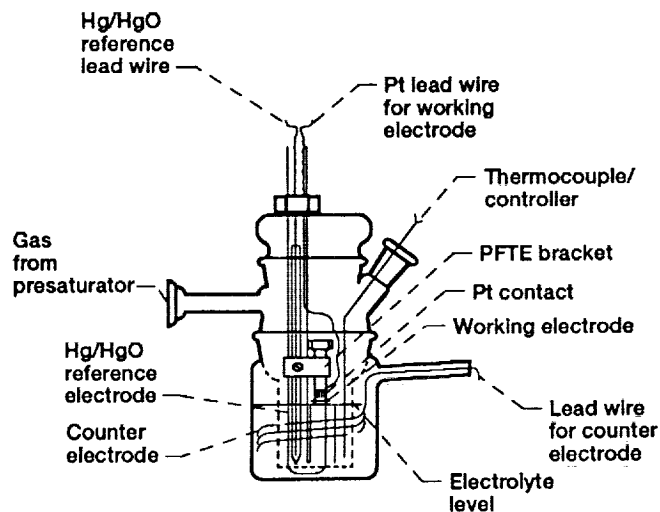 Hg/HgO
reference
lead wire
Pt lead wire
for working
electrode
Thermocouple/
controller
Gas
from
presaturator
PFTE bracket
Pt contact
Working electrode
Hg/HgO
reference
electrode
Counter
electrode
Lead wire
for counter
electrode
Electrolyte
level